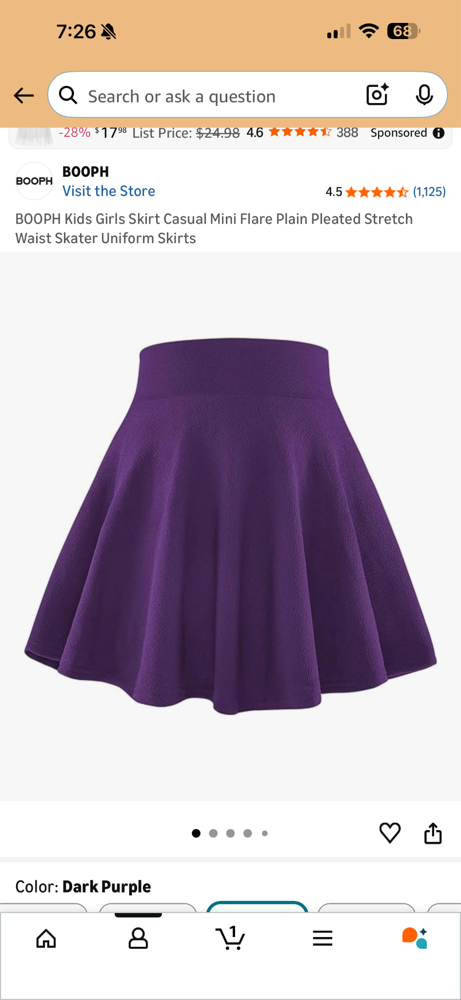 7:26
68
Search or ask a question
-28% $17 98 List Price: $24.98 4.6 388 Sponsored
BOOPH
BOOPH
Visit the Store
4.5 (1,125)
BOOPH Kids Girls Skirt Casual Mini Flare Plain Pleated Stretch
Waist Skater Uniform Skirts
Color: Dark Purple
1